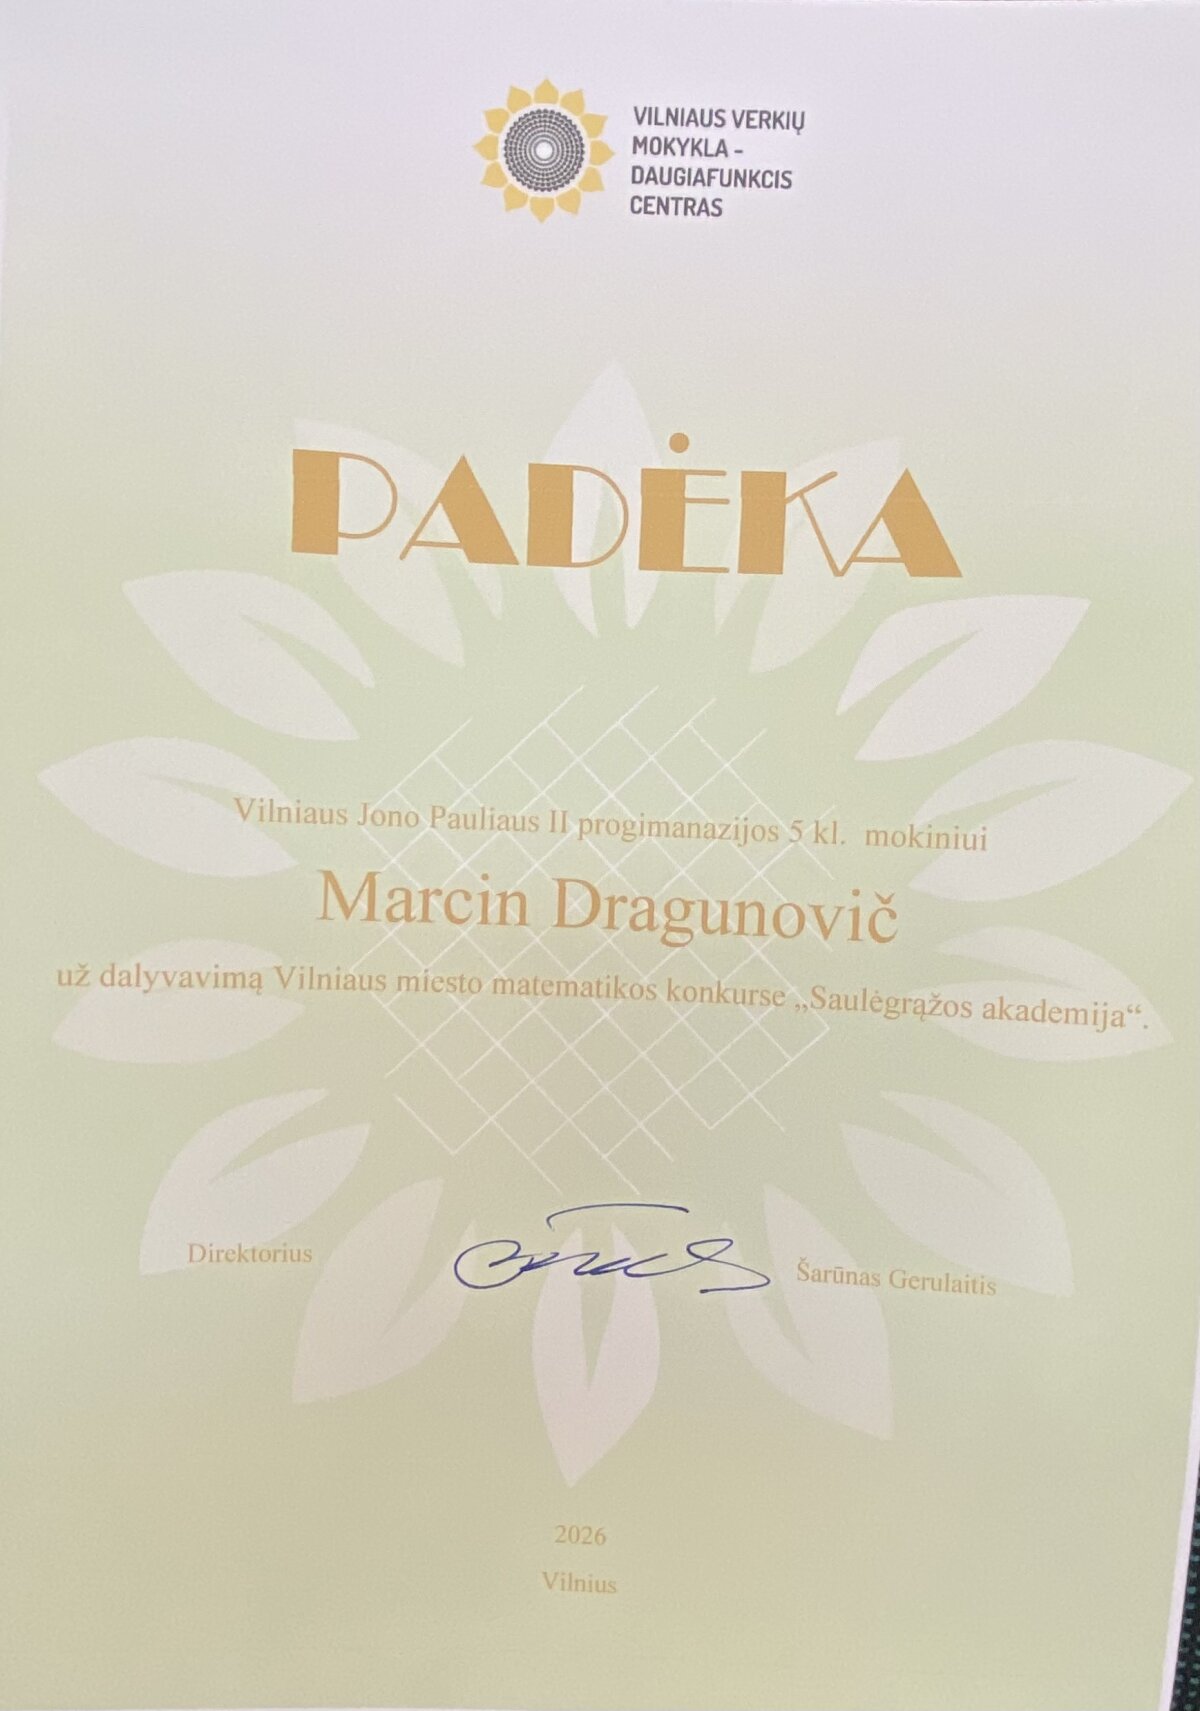 VILNIAUS VERKIŲ
MOKYKLA –
DAUGIAFUNKCIS
CENTRAS
PADĖKA
Vilniaus Jono Pauliaus II progimanazijos 5 kl. mokiniui
Marcin Dragunovič
už dalyvavimą Vilniaus miesto matematikos konkurse „Saulėgrąžos akademija“.
Direktorius
Šarūnas Gerulaitis
2026
Vilnius